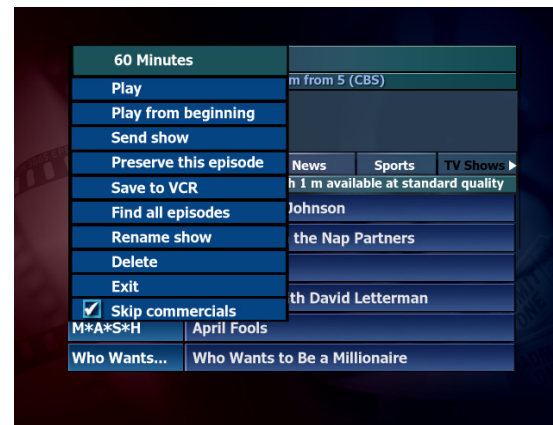 60 Minutes
m from 5 (CBS)
Play
Play from beginning
Send show
Preserve this episode
News Sports TV Shows
Save to VCR
h 1 m available at standard quality
Find all episodes
Johnson
Rename show
the Nap Partners
Delete
Exit
th David Letterman
Skip commercials
M*A*S*H April Fools
Who Wants... Who Wants to Be a Millionaire